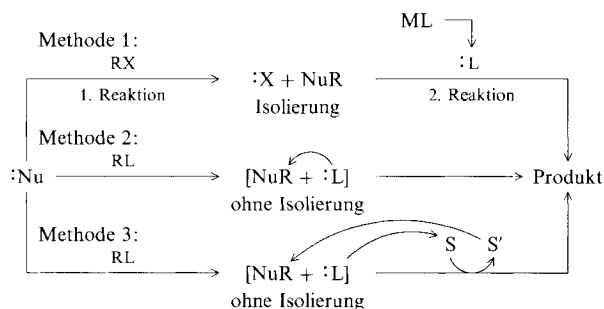 Methode 1:
ML
RX
:X + NuR
:L
1. Reaktion
Isolierung
2. Reaktion
Methode 2:
RL
:Nu
[NuR + :L]
Produkt
ohne Isolierung
Methode 3:
RL
[NuR + :L]
S
S′
ohne Isolierung